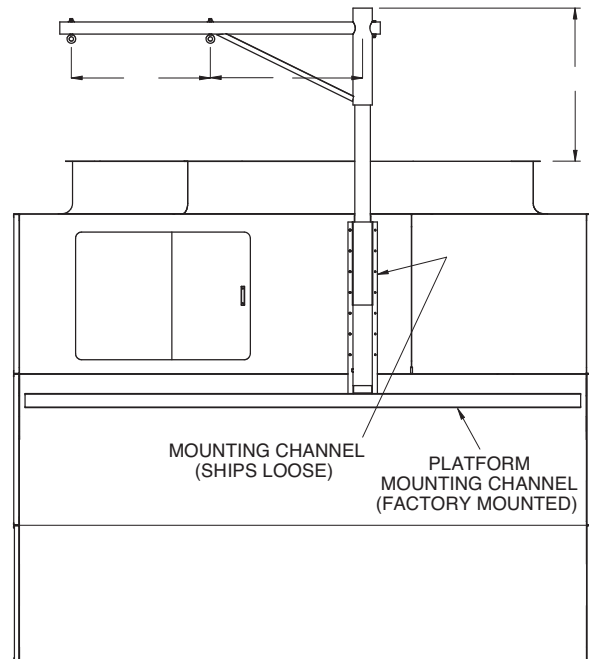 MOUNTING CHANNEL
(SHIPS LOOSE)
PLATFORM
MOUNTING CHANNEL
(FACTORY MOUNTED)